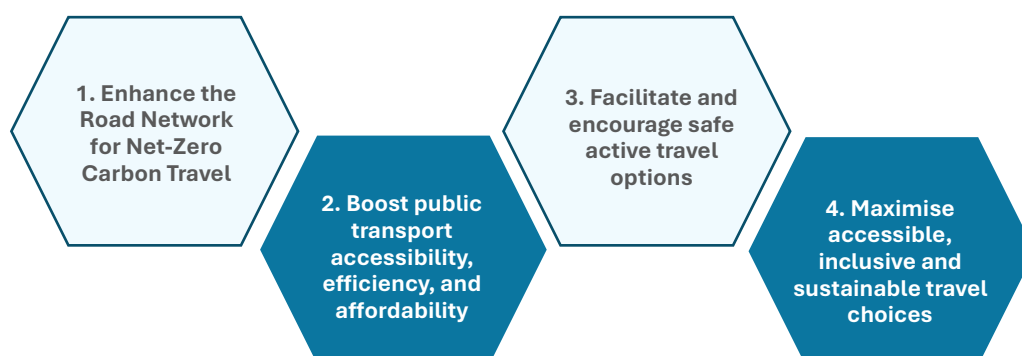 1. Enhance the
Road Network
for Net-Zero
Carbon Travel
2. Boost public
transport
accessibility,
efficiency, and
affordability
3. Facilitate and
encourage safe
active travel
options
4. Maximise
accessible,
inclusive and
sustainable travel
choices